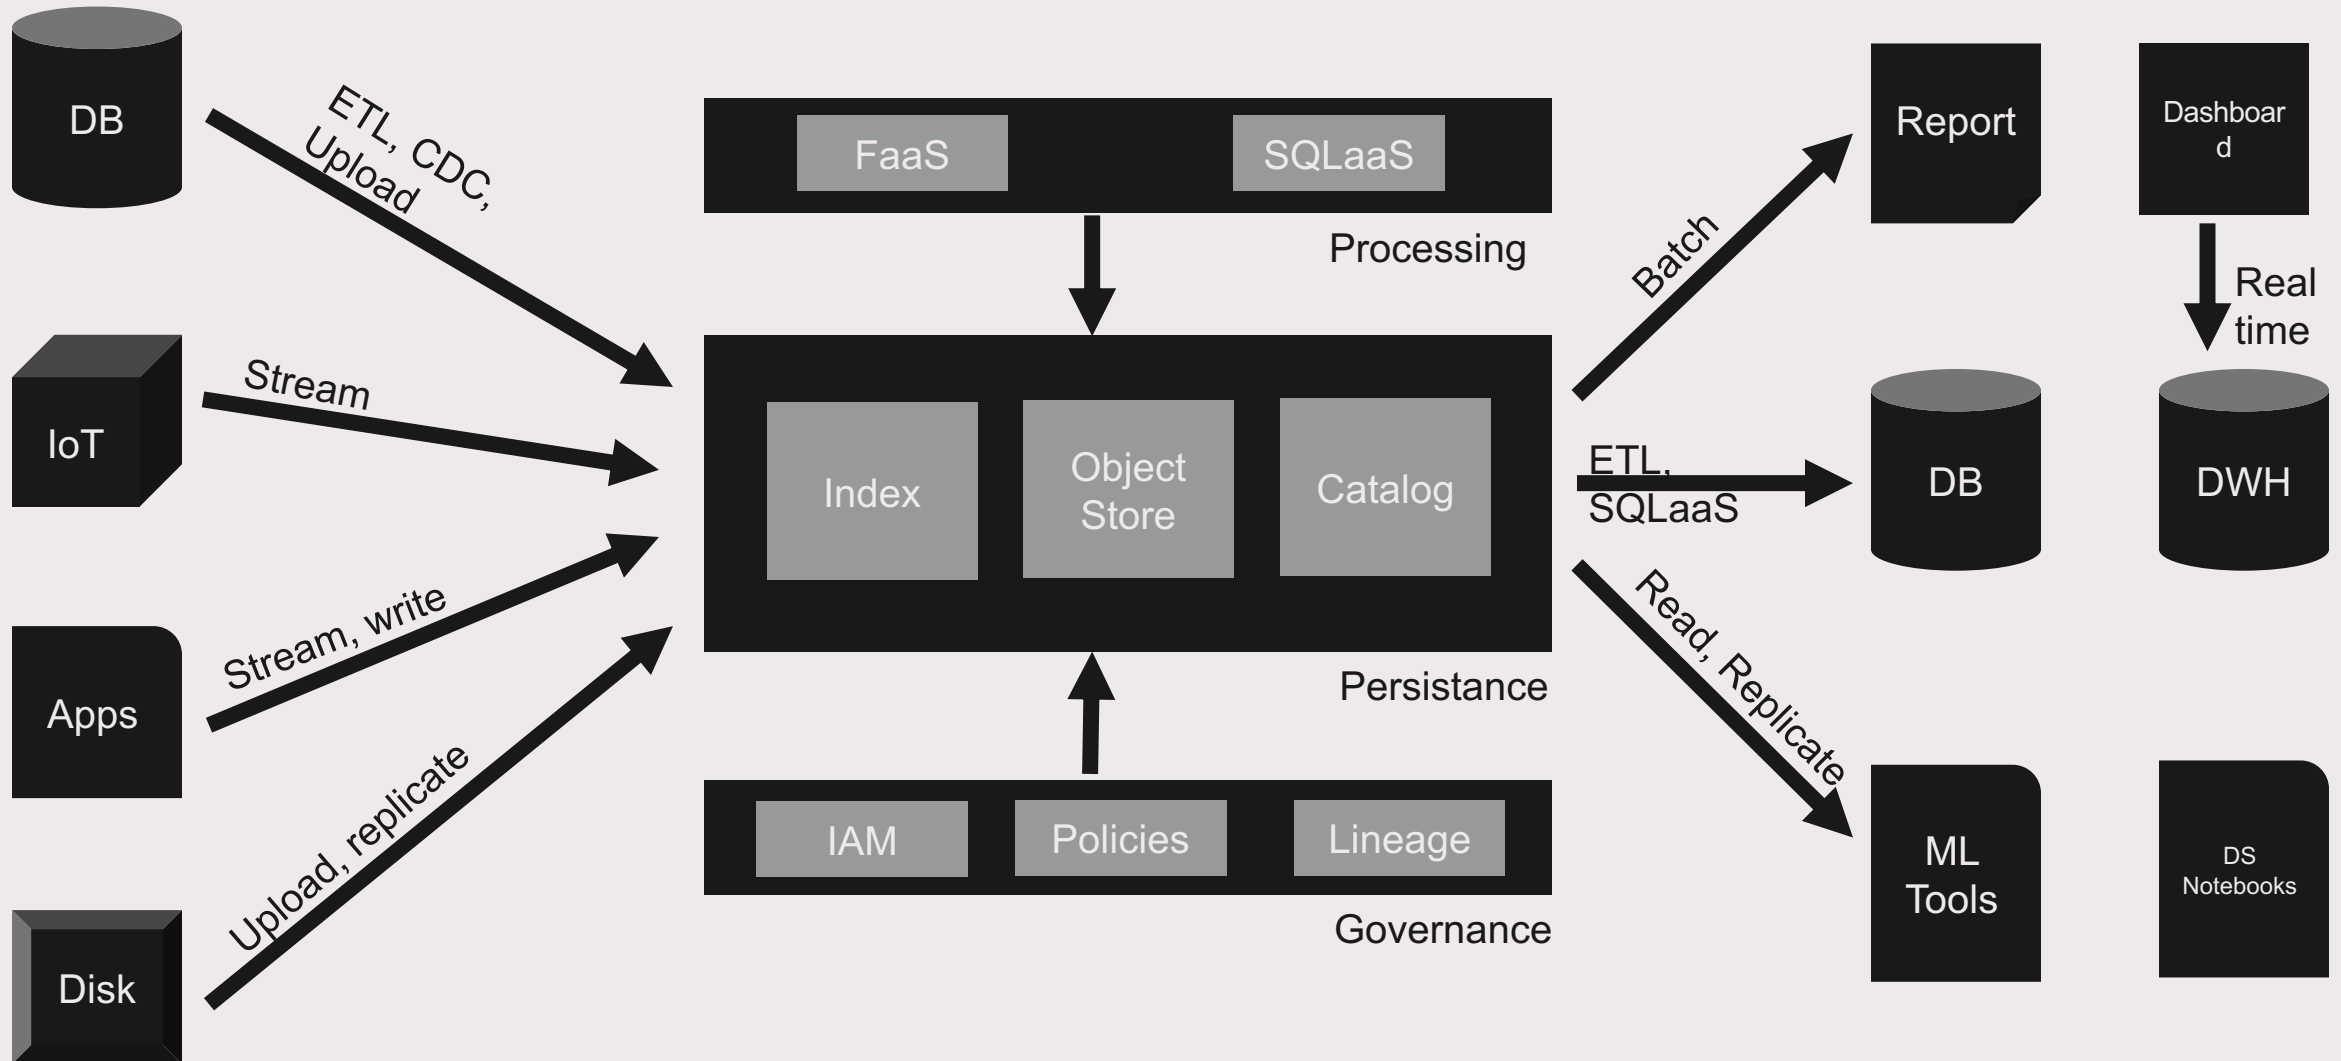 DB
ETL, CDC,
Upload
IoT
Stream
Apps
Stream, write
Disk
Upload, replicate
FaaS
SQLaaS
Processing
Index
Object
Store
Catalog
Persistance
IAM
Policies
Lineage
Governance
Batch
Report
Dashboar
d
Real
time
ETL,
SQLaaS
DB
DWH
Read, Replicate
ML
Tools
DS
Notebooks